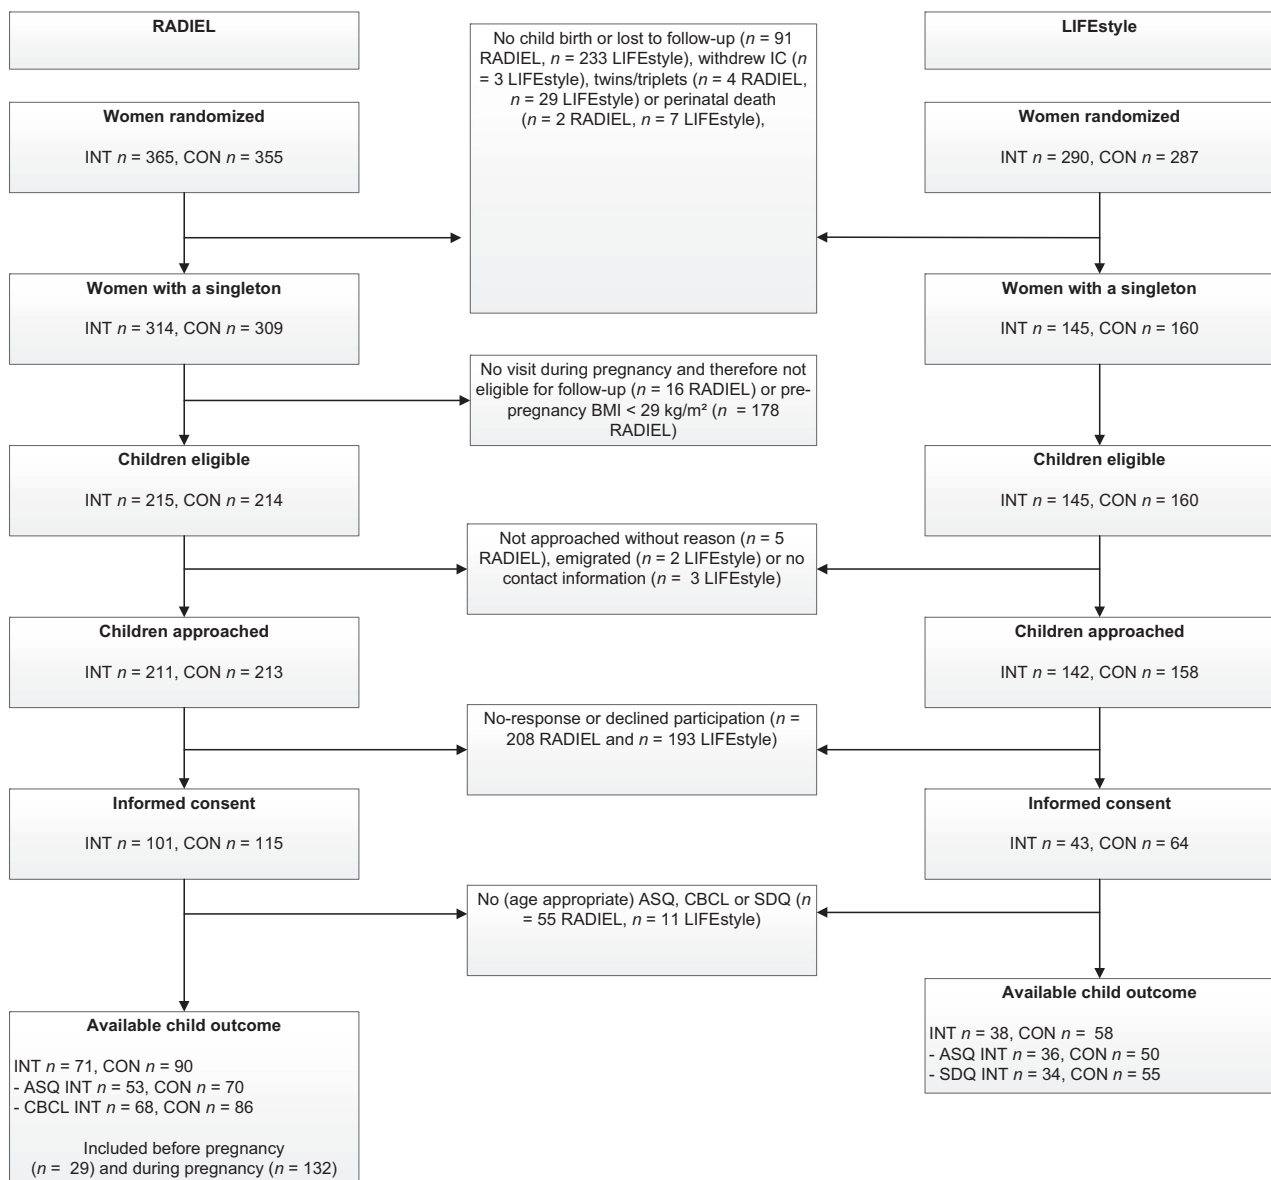 RADIEL
Women randomized
INT n = 365, CON n = 355
Women with a singleton
INT n = 314, CON n = 309
Children eligible
INT n = 215, CON n = 214
Children approached
INT n = 211, CON n = 213
Informed consent
INT n = 101, CON n = 115
Available child outcome
INT n = 71, CON n = 90
- ASQ INT n = 53, CON n = 70
- CBCL INT n = 68, CON n = 86
Included before pregnancy
(n =  29) and during pregnancy (n = 132)
No child birth or lost to follow-up (n = 91
RADIEL, n = 233 LIFEstyle), withdrew IC (n
= 3 LIFEstyle), twins/triplets (n = 4 RADIEL,
n = 29 LIFEstyle) or perinatal death
(n = 2 RADIEL, n = 7 LIFEstyle),
No visit during pregnancy and therefore not
eligible for follow-up (n = 16 RADIEL) or pre-
pregnancy BMI < 29 kg/m² (n  = 178
RADIEL)
Not approached without reason (n = 5
RADIEL), emigrated (n = 2 LIFEstyle) or no
contact information (n =  3 LIFEstyle)
No-response or declined participation (n =
208 RADIEL and n = 193 LIFEstyle)
No (age appropriate) ASQ, CBCL or SDQ (n
= 55 RADIEL, n = 11 LIFEstyle)
LIFEstyle
Women randomized
INT n = 290, CON n = 287
Women with a singleton
INT n = 145, CON n = 160
Children eligible
INT n = 145, CON n = 160
Children approached
INT n = 142, CON n = 158
Informed consent
INT n = 43, CON n = 64
Available child outcome
INT n = 38, CON n =  58
- ASQ INT n = 36, CON n = 50
- SDQ INT n = 34, CON n = 55